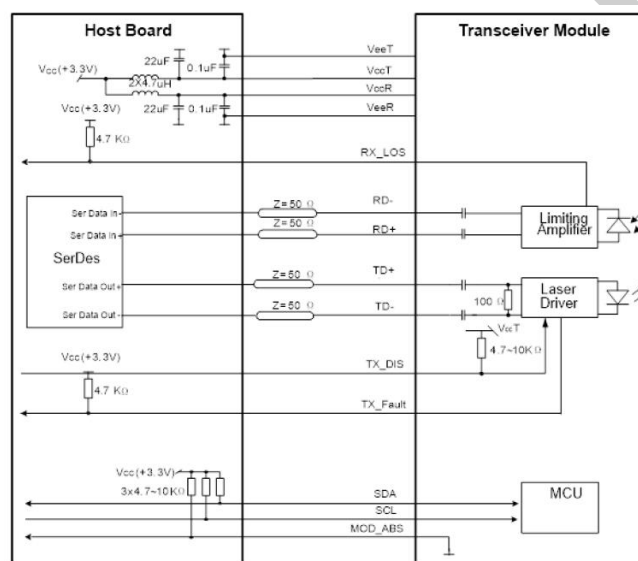 Host Board
Transceiver Module
22uF
0.1uF
VeeT
Vcc(+3.3V)
VccT
2X4.7uH
VccR
Vcc(+3.3V)
22uF
0.1uF
VeeR
4.7 KΩ
RX_LOS
Z=50 Ω
RD-
Ser Data In-
Limiting
Amplifier
Z=50 Ω
RD+
Ser Data In+
SerDes
Z=50 Ω
TD+
Ser Data Out+
100 Ω
Laser
Driver
Z=50 Ω
TD-
Ser Data Out-
VccT
4.7~10KΩ
Vcc(+3.3V)
TX_DIS
4.7 KΩ
TX_Fault
Vcc(+3.3V)
3x4.7~10KΩ
SDA
MCU
SCL
MOD_ABS